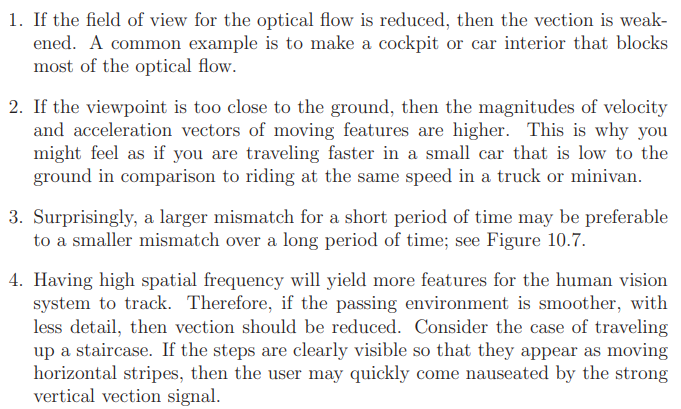 1. If the field of view for the optical flow is reduced, then the vection is weak-
ened. A common example is to make a cockpit or car interior that blocks
most of the optical flow.
2. If the viewpoint is too close to the ground, then the magnitudes of velocity
and acceleration vectors of moving features are higher. This is why you
might feel as if you are traveling faster in a small car that is low to the
ground in comparison to riding at the same speed in a truck or minivan.
3. Surprisingly, a larger mismatch for a short period of time may be preferable
to a smaller mismatch over a long period of time; see Figure 10.7.
4. Having high spatial frequency will yield more features for the human vision
system to track. Therefore, if the passing environment is smoother, with
less detail, then vection should be reduced. Consider the case of traveling
up a staircase. If the steps are clearly visible so that they appear as moving
horizontal stripes, then the user may quickly come nauseated by the strong
vertical vection signal.